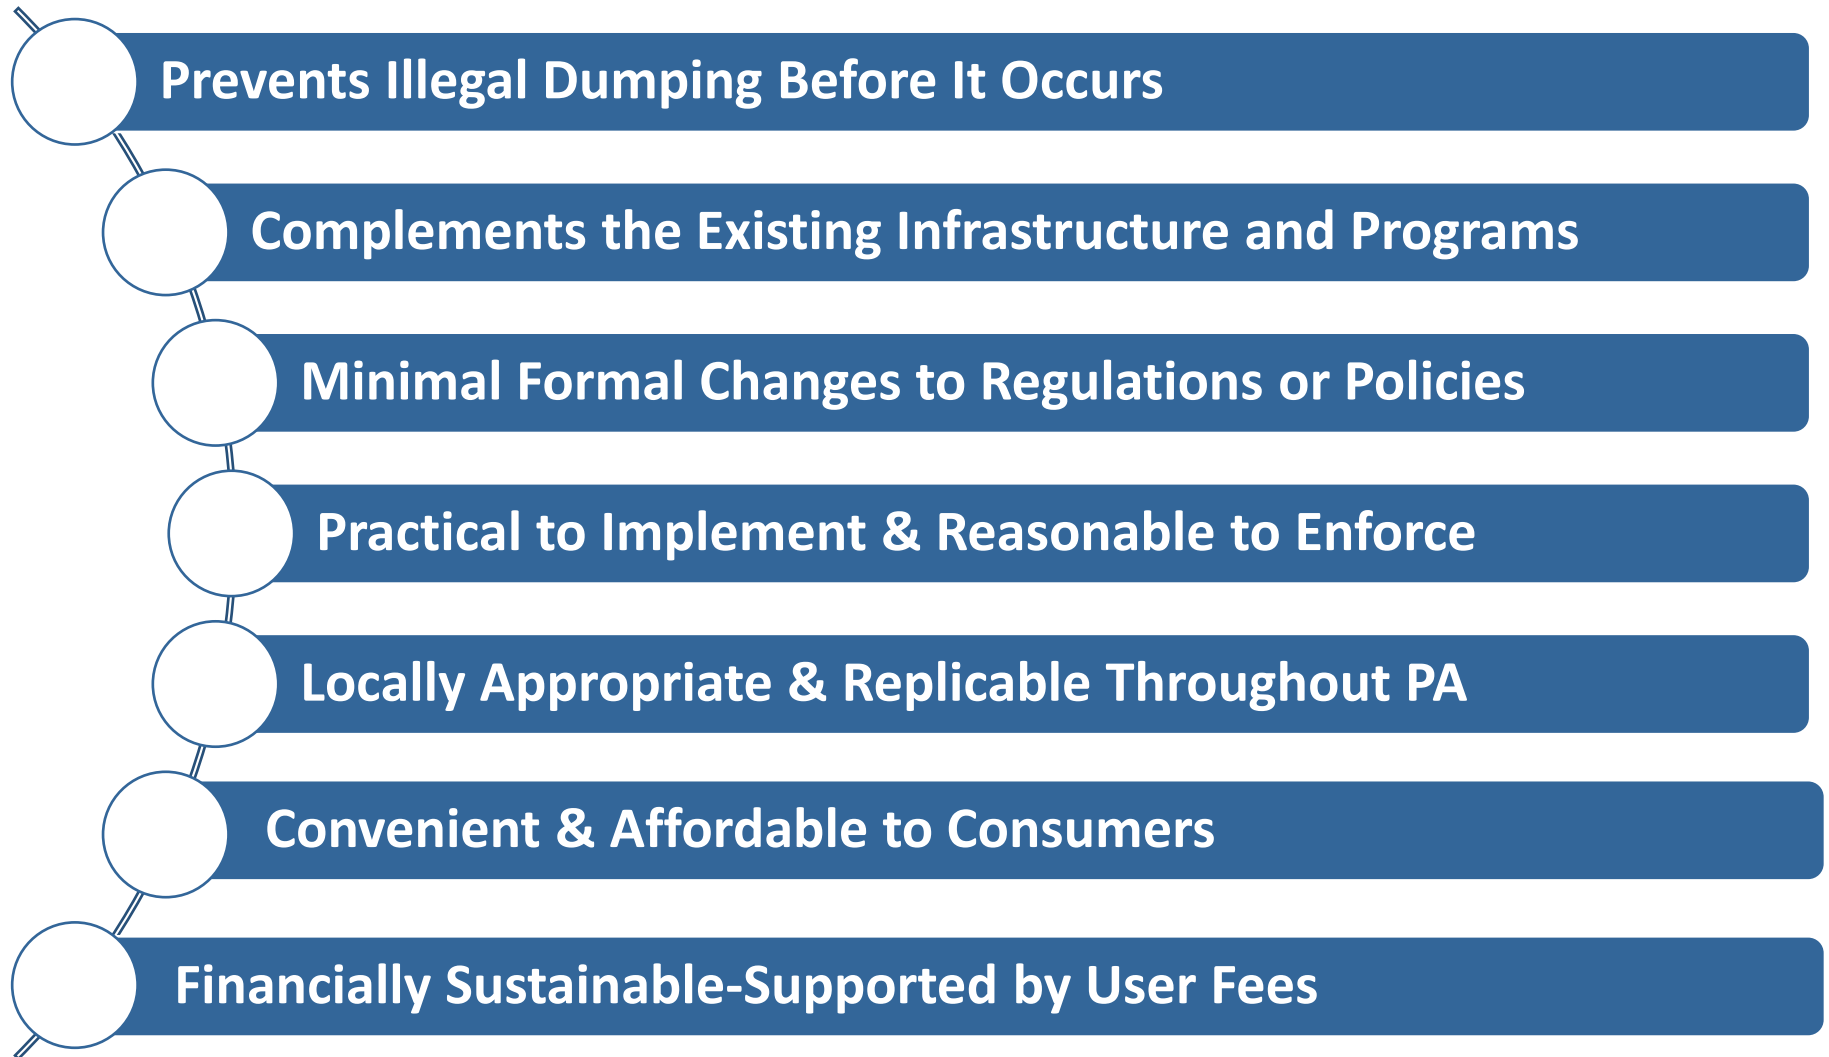 Prevents Illegal Dumping Before It Occurs
Complements the Existing Infrastructure and Programs
Minimal Formal Changes to Regulations or Policies
Practical to Implement & Reasonable to Enforce
Locally Appropriate & Replicable Throughout PA
Convenient & Affordable to Consumers
Financially Sustainable-Supported by User Fees